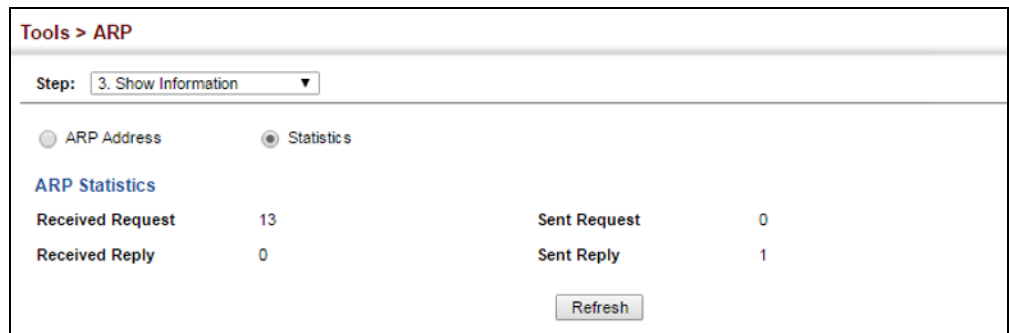 Tools > ARP
Step: 3. Show Information
ARP Address Statistics
ARP Statistics
Received Request 13 Sent Request 0
Received Reply 0 Sent Reply 1
Refresh